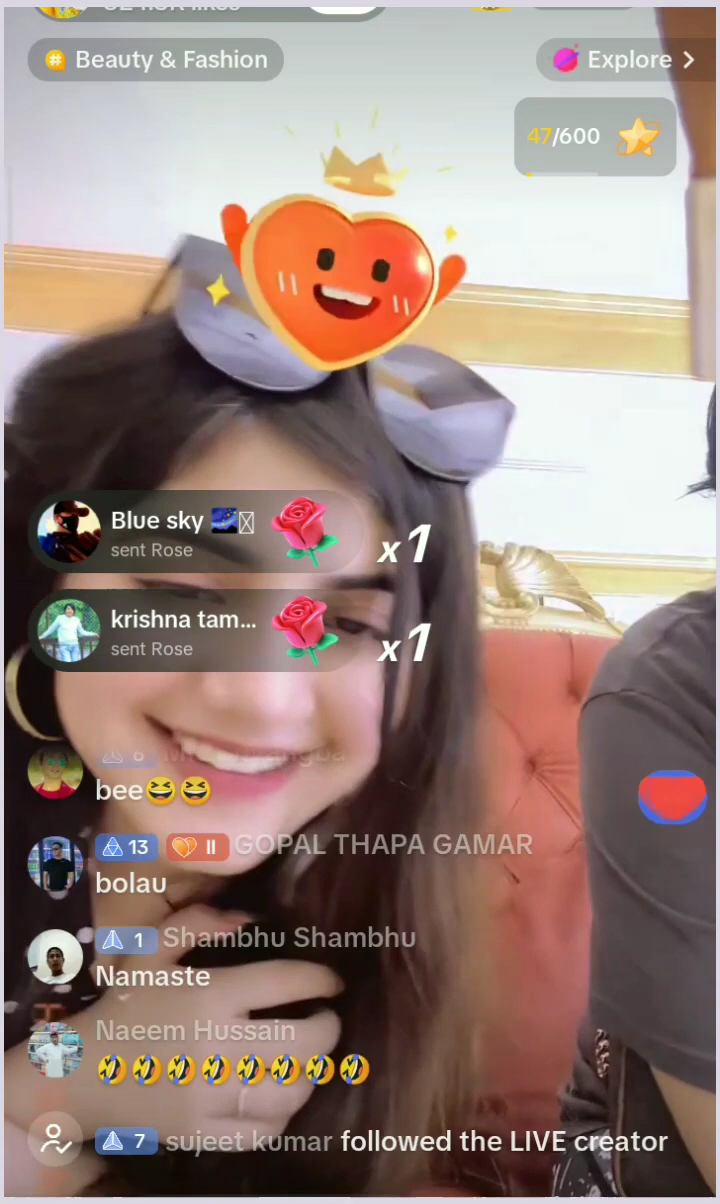 Beauty & Fashion
Explore
47/600
Blue sky
sent Rose
x1
krishna tam...
sent Rose
x1
bee😆😆
13 II GOPAL THAPA GAMAR
bolau
1 Shambhu Shambhu
Namaste
Naeem Hussain
🤣🤣🤣🤣🤣🤣🤣🤣
7 sujeet kumar followed the LIVE creator